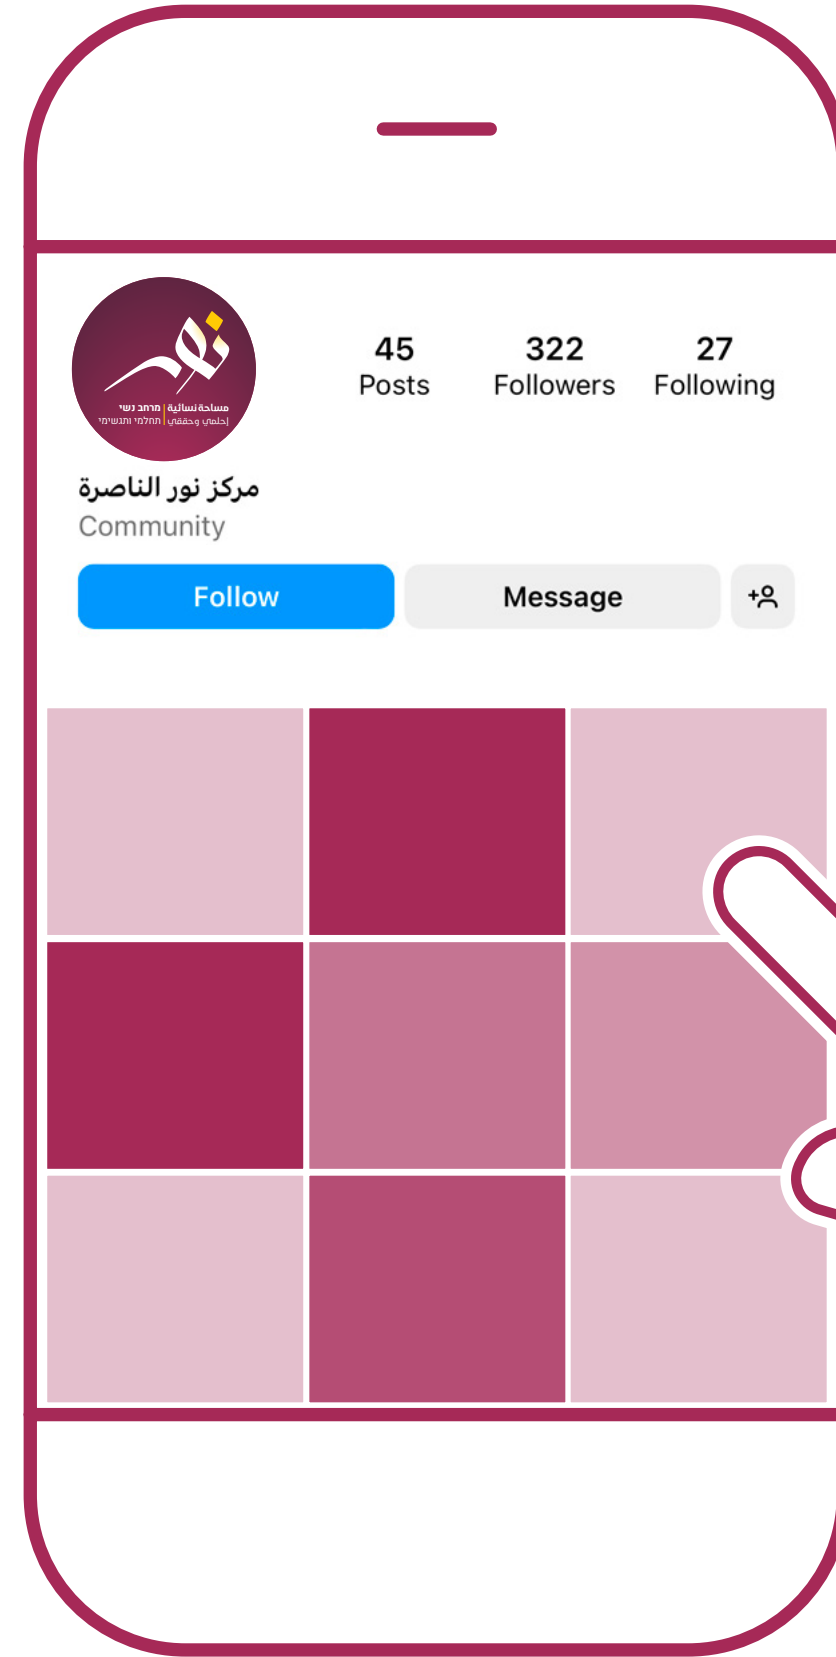 نور
مساحة نسائية | מרחב נשי
إحلمي وحققي | תחלמי ותגשימי
45 322 27
Posts Followers Following
مركز نور الناصرة
Community
Follow Message